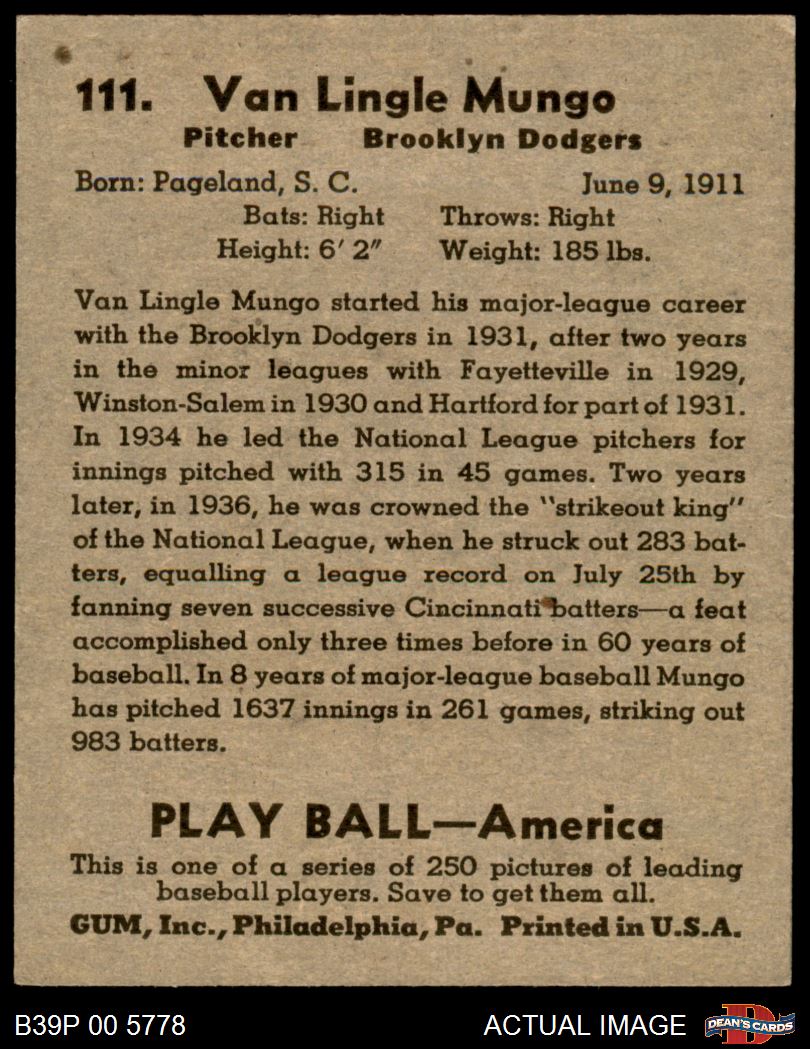 111. Van Lingle Mungo
Pitcher Brooklyn Dodgers
Born: Pageland, S. C. June 9, 1911
Bats: Right Throws: Right
Height: 6′ 2″ Weight: 185 lbs.
Van Lingle Mungo started his major-league career
with the Brooklyn Dodgers in 1931, after two years
in the minor leagues with Fayetteville in 1929,
Winston-Salem in 1930 and Hartford for part of 1931.
In 1934 he led the National League pitchers for
innings pitched with 315 in 45 games. Two years
later, in 1936, he was crowned the "strikeout king"
of the National League, when he struck out 283 bat-
ters, equalling a league record on July 25th by
fanning seven successive Cincinnati batters—a feat
accomplished only three times before in 60 years of
baseball. In 8 years of major-league baseball Mungo
has pitched 1637 innings in 261 games, striking out
983 batters.
PLAY BALL—America
This is one of a series of 250 pictures of leading
baseball players. Save to get them all.
GUM, Inc., Philadelphia, Pa. Printed in U.S.A.
B39P 00 5778 ACTUAL IMAGE D DEAN'S CARDS